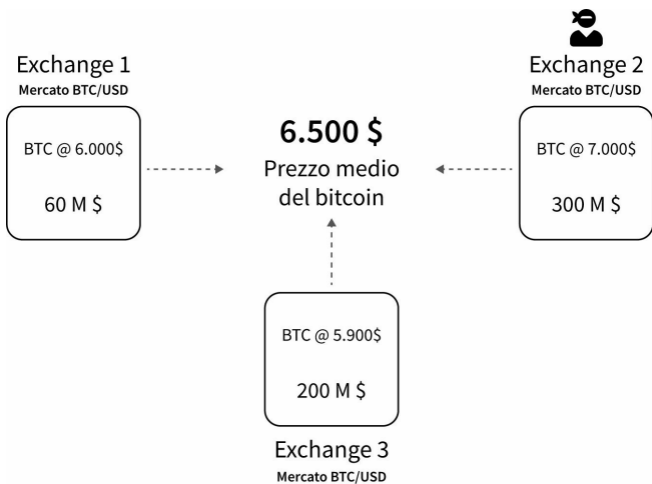 Exchange 1
Mercato BTC/USD
BTC @ 6.000$
60 M $
6.500 $
Prezzo medio
del bitcoin
Exchange 2
Mercato BTC/USD
BTC @ 7.000$
300 M $
BTC @ 5.900$
200 M $
Exchange 3
Mercato BTC/USD